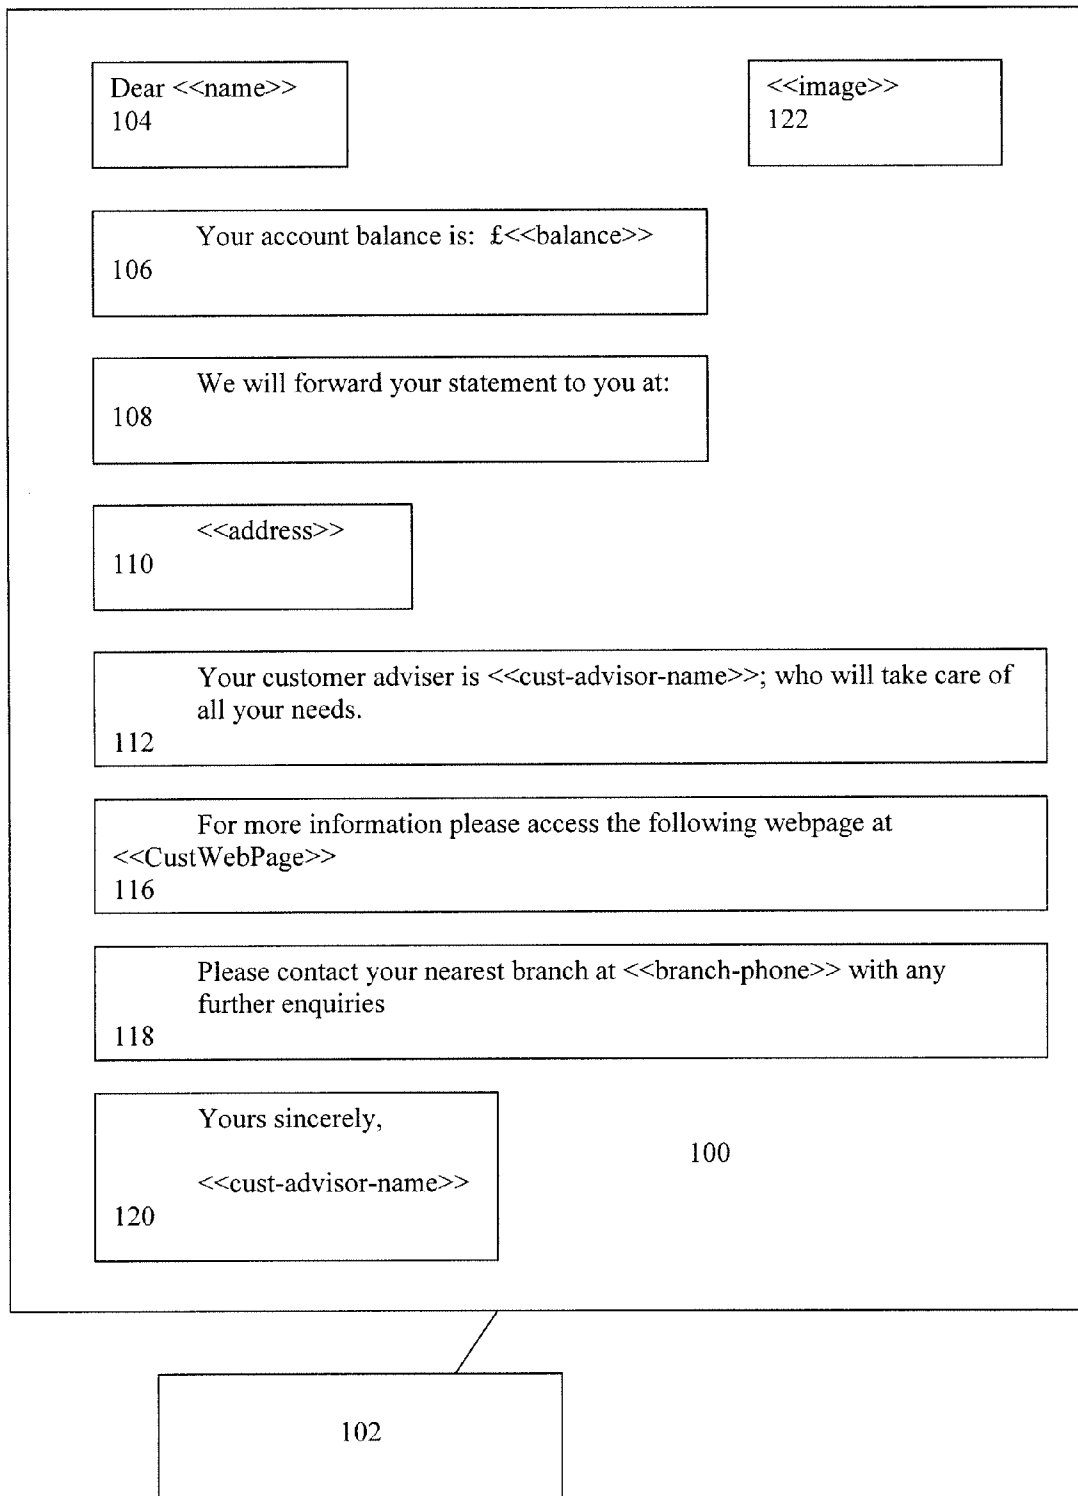 Dear <<name>>
104
<<image>>
122
Your account balance is: £<<balance>>
106
We will forward your statement to you at:
108
<<address>>
110
Your customer adviser is <<cust-advisor-name>>; who will take care of
all your needs.
112
For more information please access the following webpage at
<<CustWebPage>>
116
Please contact your nearest branch at <<branch-phone>> with any
further enquiries
118
Yours sincerely,
<<cust-advisor-name>>
120
100
102